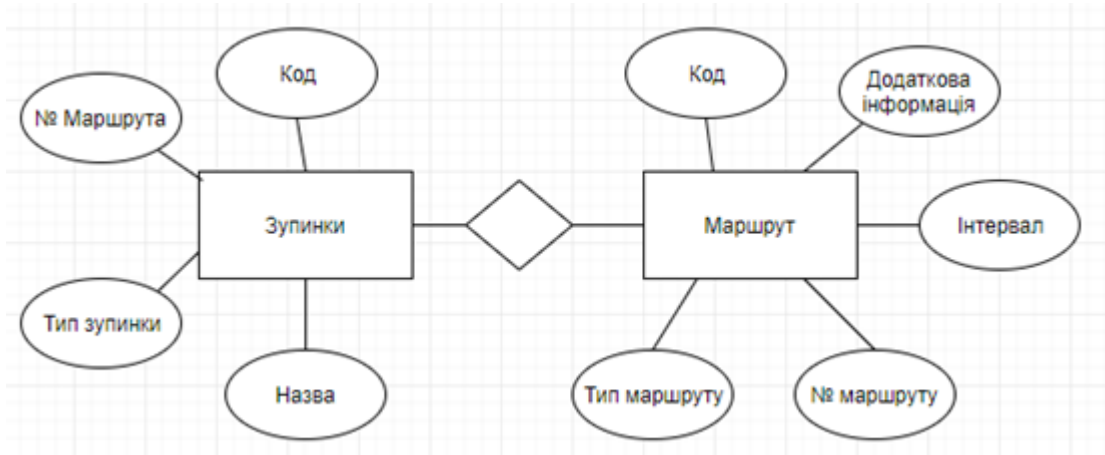 Код
Код
Додаткова
інформація
№ Маршрута
Зупинки
Маршрут
Інтервал
Тип зупинки
Назва
Тип маршруту
№ маршруту